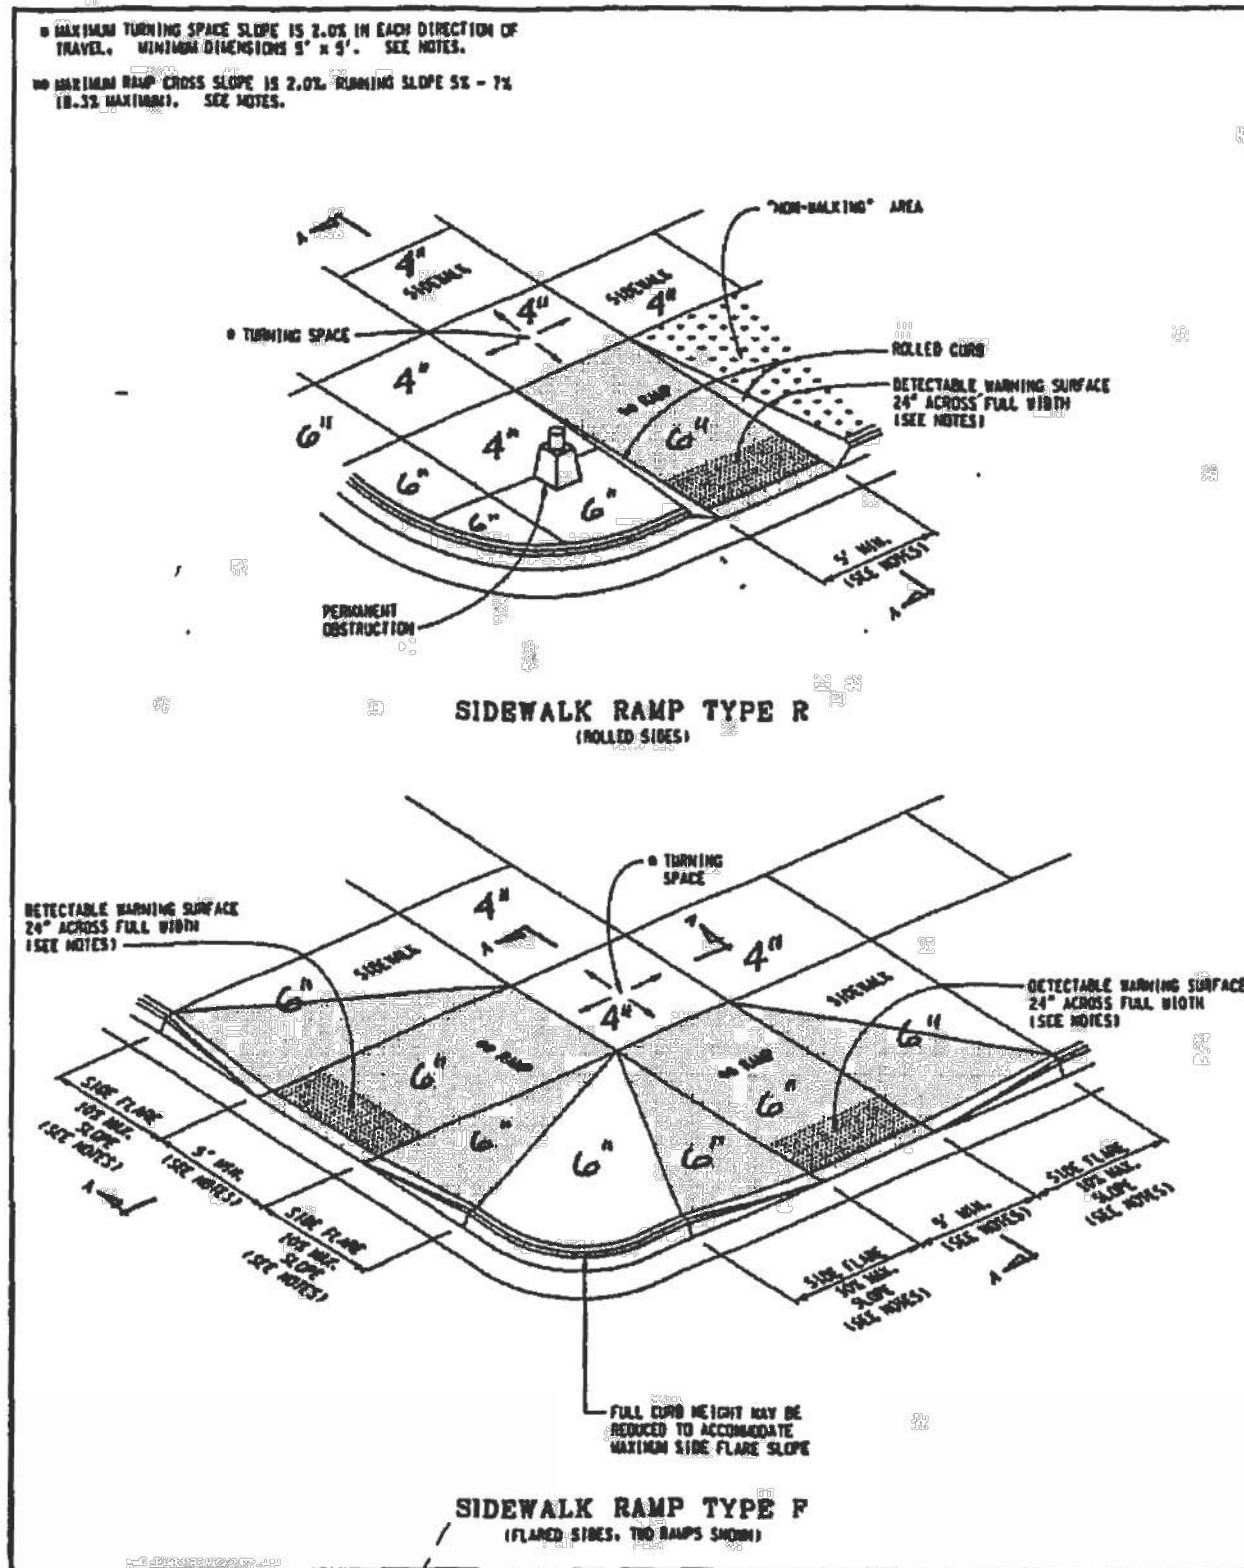 * MAXIMUM TURNING SPACE SLOPE IS 2.0% IN EACH DIRECTION OF
TRAVEL. MINIMUM DIMENSIONS 5' x 5'. SEE NOTES.
** MAXIMUM RAMP CROSS SLOPE IS 2.0%, RUNNING SLOPE 5% - 7%
(8.3% MAXIMUM). SEE NOTES.
"NON-WALKING" AREA
A
4"
SIDEWALK
SIDEWALK
4"
4"
* TURNING SPACE
ROLLED CURB
4"
** RAMP
DETECTABLE WARNING SURFACE
24" ACROSS FULL WIDTH
(SEE NOTES)
6"
4"
6"
6"
6"
6"
5' MIN.
(SEE NOTES)
A
PERMANENT
OBSTRUCTION
SIDEWALK RAMP TYPE R
(ROLLED SIDES)
* TURNING
SPACE
4"
DETECTABLE WARNING SURFACE
24" ACROSS FULL WIDTH
(SEE NOTES)
A
A
4"
SIDEWALK
SIDEWALK
6"
4"
DETECTABLE WARNING SURFACE
24" ACROSS FULL WIDTH
(SEE NOTES)
6"
** RAMP
** RAMP
6"
6"
6"
6"
6"
SIDE FLARE
10% MAX.
SLOPE
(SEE NOTES)
5' MIN.
(SEE NOTES)
SIDE FLARE
10% MAX.
SLOPE
(SEE NOTES)
A
SIDE FLARE
10% MAX.
SLOPE
(SEE NOTES)
5' MIN.
(SEE NOTES)
SIDE FLARE
10% MAX.
SLOPE
(SEE NOTES)
A
FULL CURB HEIGHT MAY BE
REDUCED TO ACCOMMODATE
MAXIMUM SIDE FLARE SLOPE
SIDEWALK RAMP TYPE F
(FLARED SIDES, TWO RAMPS SHOWN)